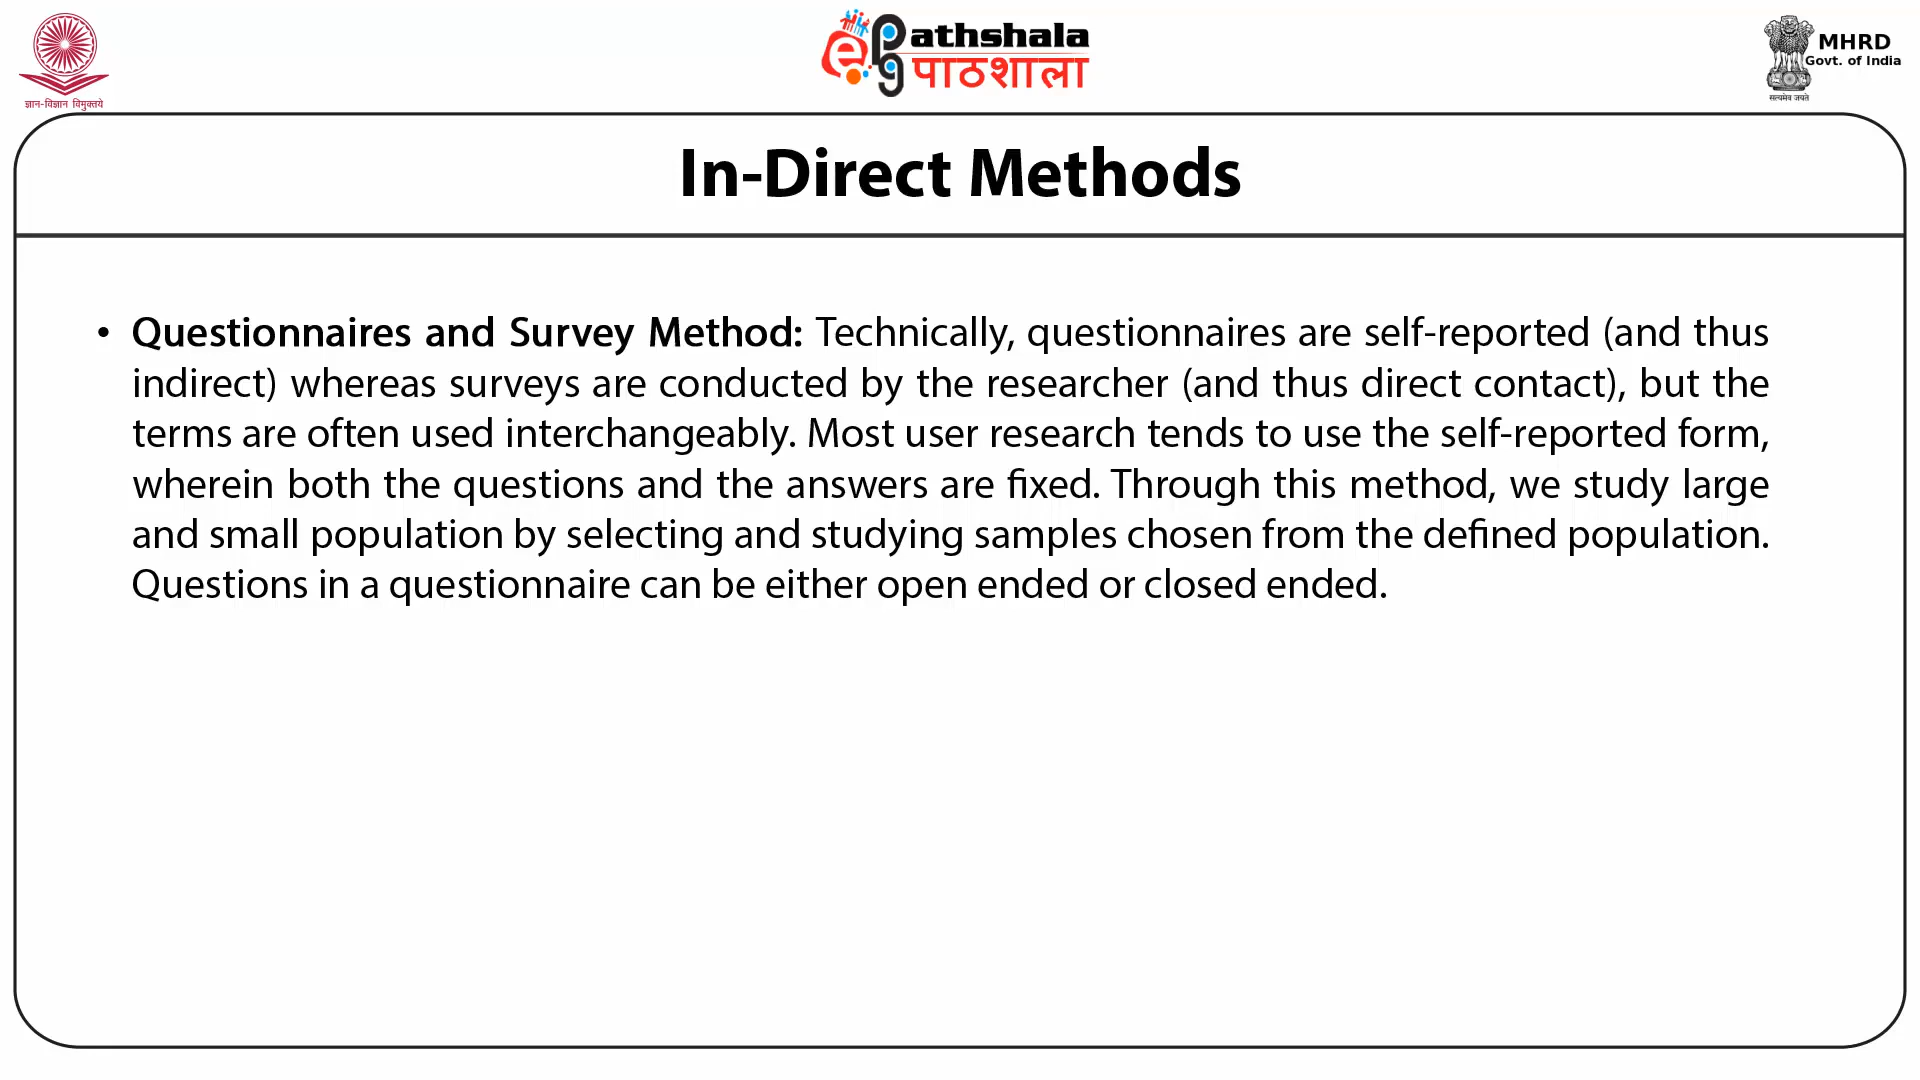 ज्ञान-विज्ञान विमुक्तये
ePathshala
पाठशाला
MHRD
Govt. of India
सत्यमेव जयते
In-Direct Methods
• Questionnaires and Survey Method: Technically, questionnaires are self-reported (and thus
indirect) whereas surveys are conducted by the researcher (and thus direct contact), but the
terms are often used interchangeably. Most user research tends to use the self-reported form,
wherein both the questions and the answers are fixed. Through this method, we study large
and small population by selecting and studying samples chosen from the defined population.
Questions in a questionnaire can be either open ended or closed ended.